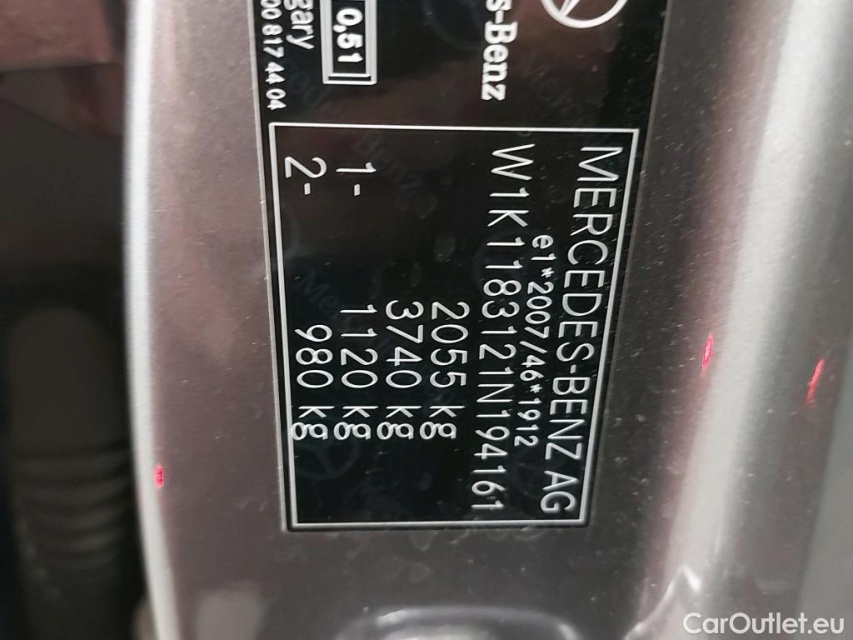 s-Benz
0,51
gary
00 817 44 04
MERCEDES-BENZ AG
e1*2007/46*1912
W1K1183121N194161
2055 kg
3740 kg
1- 1120 kg
2- 980 kg
CarOutlet.eu